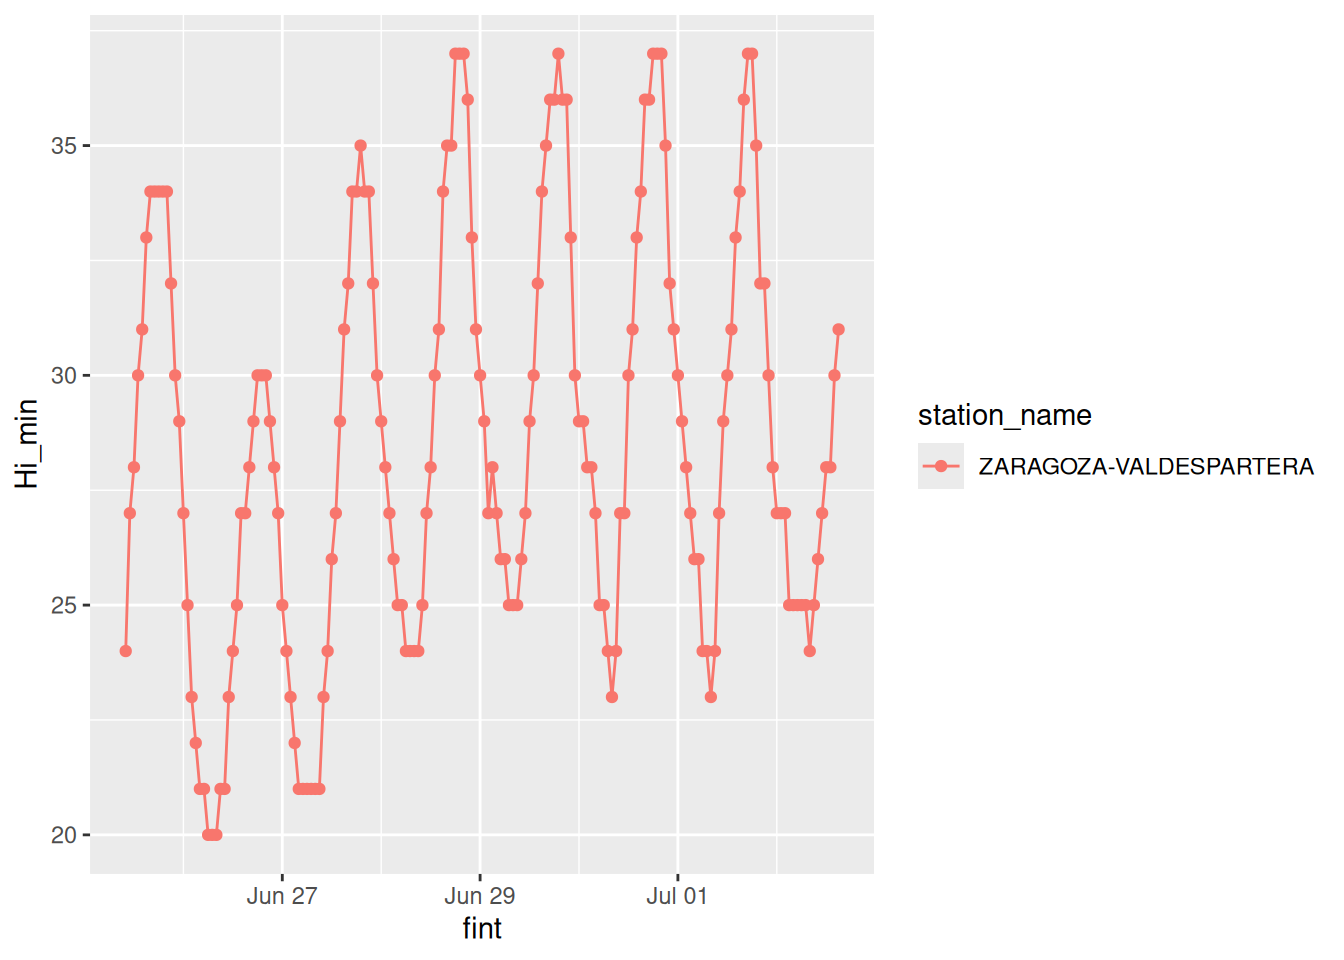 35
30
25
20
Hi_min
Jun 27
Jun 29
Jul 01
fint
station_name
ZARAGOZA-VALDESPARTERA